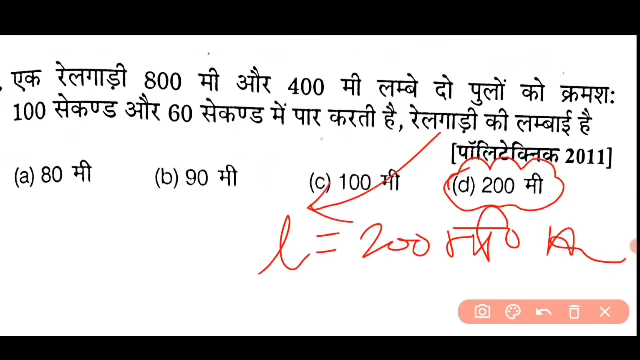 एक रेलगाड़ी 800 मी और 400 मी लम्बे दो पुलों को क्रमश:
100 सेकण्ड और 60 सेकण्ड में पार करती है, रेलगाड़ी की लम्बाई है
[पॉलिटेक्निक 2011]
(a) 80 मी (b) 90 मी (c) 100 मी (d) 200 मी
l = 200 मी०